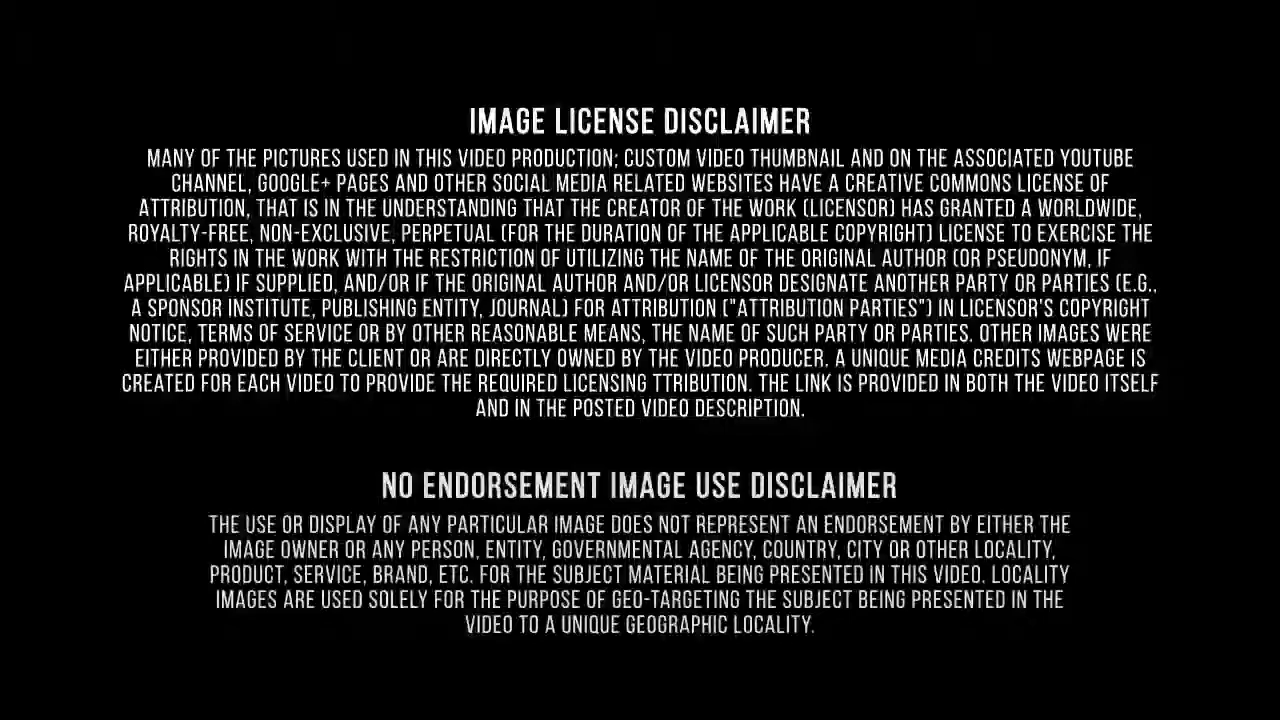 IMAGE LICENSE DISCLAIMER
MANY OF THE PICTURES USED IN THIS VIDEO PRODUCTION; CUSTOM VIDEO THUMBNAIL AND ON THE ASSOCIATED YOUTUBE
CHANNEL, GOOGLE+ PAGES AND OTHER SOCIAL MEDIA RELATED WEBSITES HAVE A CREATIVE COMMONS LICENSE OF
ATTRIBUTION, THAT IS IN THE UNDERSTANDING THAT THE CREATOR OF THE WORK (LICENSOR) HAS GRANTED A WORLDWIDE,
ROYALTY-FREE, NON-EXCLUSIVE, PERPETUAL (FOR THE DURATION OF THE APPLICABLE COPYRIGHT) LICENSE TO EXERCISE THE
RIGHTS IN THE WORK WITH THE RESTRICTION OF UTILIZING THE NAME OF THE ORIGINAL AUTHOR (OR PSEUDONYM, IF
APPLICABLE) IF SUPPLIED, AND/OR IF THE ORIGINAL AUTHOR AND/OR LICENSOR DESIGNATE ANOTHER PARTY OR PARTIES (E.G.,
A SPONSOR INSTITUTE, PUBLISHING ENTITY, JOURNAL) FOR ATTRIBUTION ("ATTRIBUTION PARTIES") IN LICENSOR'S COPYRIGHT
NOTICE, TERMS OF SERVICE OR BY OTHER REASONABLE MEANS, THE NAME OF SUCH PARTY OR PARTIES. OTHER IMAGES WERE
EITHER PROVIDED BY THE CLIENT OR ARE DIRECTLY OWNED BY THE VIDEO PRODUCER. A UNIQUE MEDIA CREDITS WEBPAGE IS
CREATED FOR EACH VIDEO TO PROVIDE THE REQUIRED LICENSING TTRIBUTION. THE LINK IS PROVIDED IN BOTH THE VIDEO ITSELF
AND IN THE POSTED VIDEO DESCRIPTION.
NO ENDORSEMENT IMAGE USE DISCLAIMER
THE USE OR DISPLAY OF ANY PARTICULAR IMAGE DOES NOT REPRESENT AN ENDORSEMENT BY EITHER THE
IMAGE OWNER OR ANY PERSON, ENTITY, GOVERNMENTAL AGENCY, COUNTRY, CITY OR OTHER LOCALITY,
PRODUCT, SERVICE, BRAND, ETC. FOR THE SUBJECT MATERIAL BEING PRESENTED IN THIS VIDEO. LOCALITY
IMAGES ARE USED SOLELY FOR THE PURPOSE OF GEO-TARGETING THE SUBJECT BEING PRESENTED IN THE
VIDEO TO A UNIQUE GEOGRAPHIC LOCALITY.